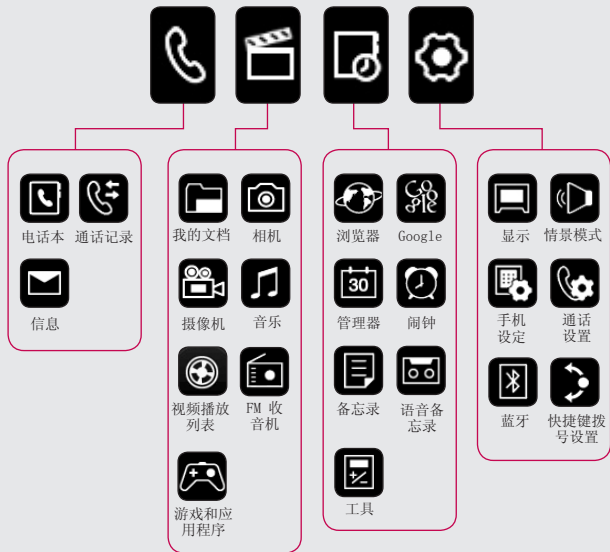 电话本 通话记录
信息
我的文档 相机
摄像机 音乐
视频播放
列表
FM 收
音机
游戏和应
用程序
浏览器 Google
Google
30
管理器 闹钟
备忘录
语音备
忘录
工具
显示 情景模式
手机
设定
通话
设置
蓝牙
快捷键拨
号设置